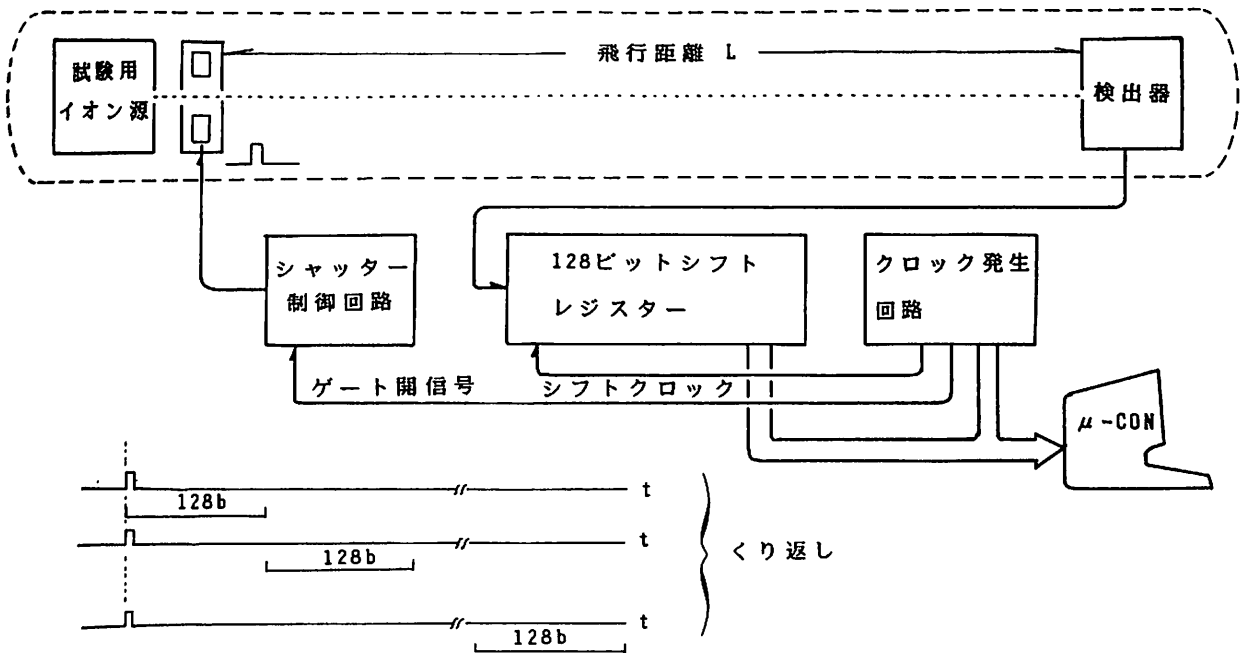 試験用
イオン源
飛行距離 L
検出器
シャッター
制御回路
128ビットシフト
レジスター
クロック発生
回路
ゲート開信号
シフトクロック
μ-CON
t
128b
t
128b
くり返し
t
128b